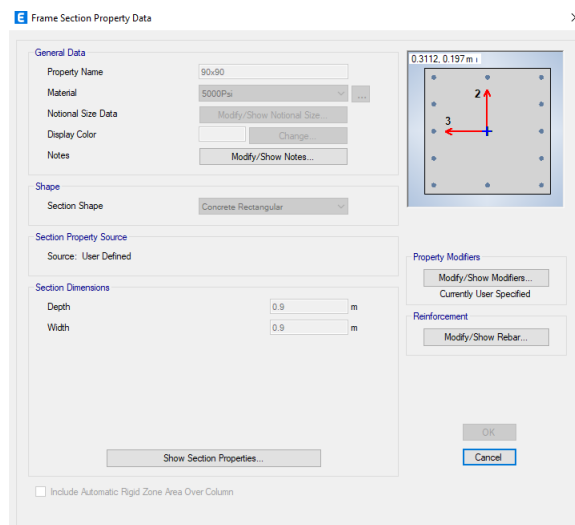 E Frame Section Property Data
General Data
Property Name 90x90
Material 5000Psi ...
Notional Size Data Modify/Show Notional Size...
Display Color Change...
Notes Modify/Show Notes...
Shape
Section Shape Concrete Rectangular
Section Property Source
Source: User Defined
Section Dimensions
Depth 0.9 m
Width 0.9 m
Show Section Properties...
Include Automatic Rigid Zone Area Over Column
0.3112, 0.197 m
2
3
Property Modifiers
Modify/Show Modifiers...
Currently User Specified
Reinforcement
Modify/Show Rebar...
OK
Cancel